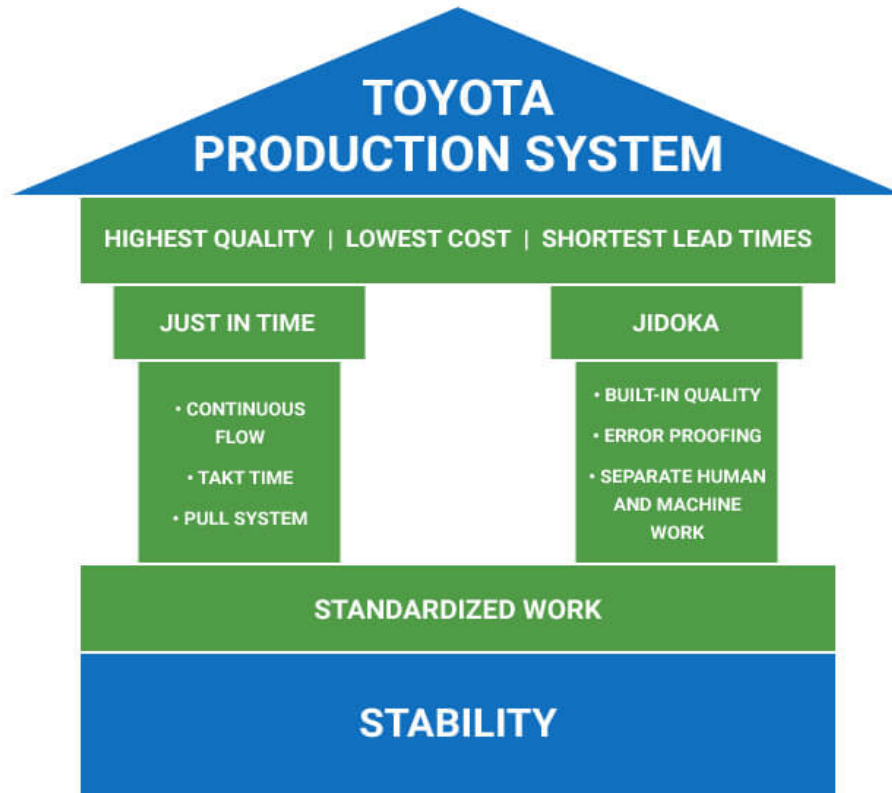 TOYOTA
PRODUCTION SYSTEM
HIGHEST QUALITY | LOWEST COST | SHORTEST LEAD TIMES
JUST IN TIME
• CONTINUOUS
FLOW
• TAKT TIME
• PULL SYSTEM
JIDOKA
• BUILT-IN QUALITY
• ERROR PROOFING
• SEPARATE HUMAN
AND MACHINE
WORK
STANDARDIZED WORK
STABILITY